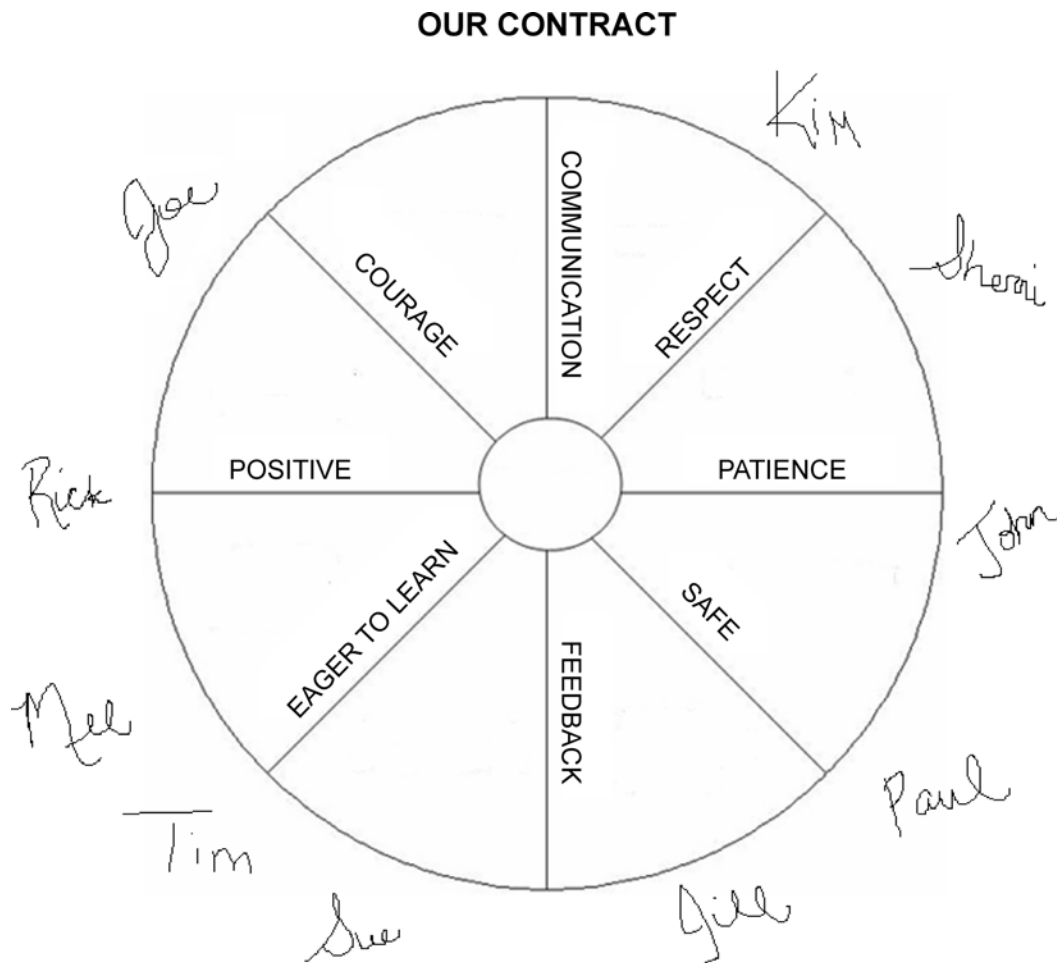 OUR CONTRACT
Kim
Joe
Sherri
COMMUNICATION
COURAGE
RESPECT
POSITIVE
PATIENCE
Rick
John
EAGER TO LEARN
SAFE
FEEDBACK
Paul
Tim
Jill
Sue